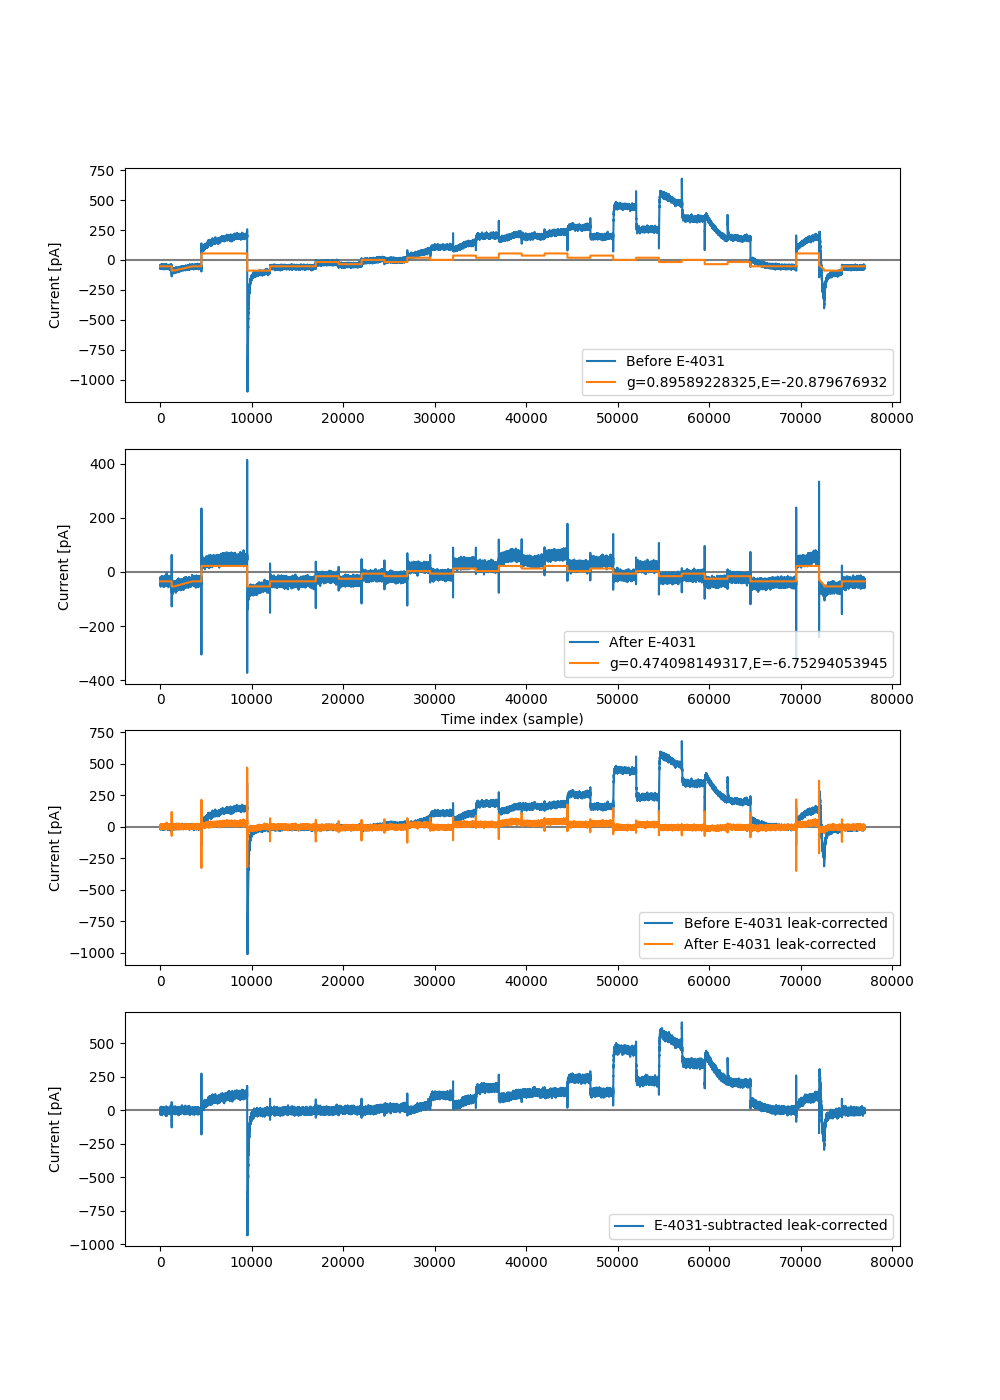 750
500
250
0
−250
−500
−750
−1000
Current [pA]
Before E-4031
g=0.89589228325,E=-20.879676932
0 10000 20000 30000 40000 50000 60000 70000 80000
400
200
0
−200
−400
Current [pA]
After E-4031
g=0.474098149317,E=-6.75294053945
0 10000 20000 30000 40000 50000 60000 70000 80000
Time index (sample)
750
500
250
0
−250
−500
−750
−1000
Current [pA]
Before E-4031 leak-corrected
After E-4031 leak-corrected
0 10000 20000 30000 40000 50000 60000 70000 80000
500
250
0
−250
−500
−750
−1000
Current [pA]
E-4031-subtracted leak-corrected
0 10000 20000 30000 40000 50000 60000 70000 80000